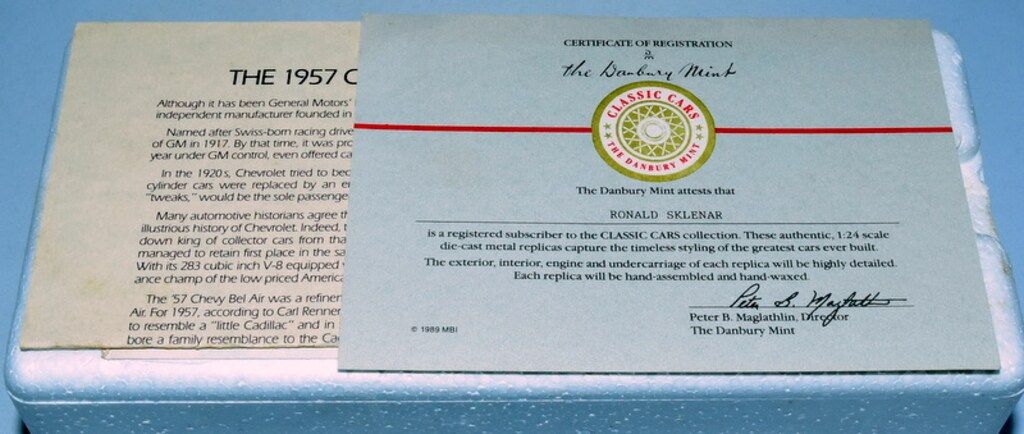 THE 1957 C
Although it has been General Motors'
independent manufacturer founded in
Named after Swiss-born racing drive
of GM in 1917. By that time, it was pro
year under GM control, even offered ca
In the 1920s, Chevrolet tried to bec
cylinder cars were replaced by an e
"tweaks," would be the sole passenge
Many automotive historians agree th
illustrious history of Chevrolet. Indeed, t
down king of collector cars from tha
managed to retain first place in the sa
With its 283 cubic inch V-8 equipped
ance champ of the low priced America
The '57 Chevy Bel Air was a refinem
Air. For 1957, according to Carl Renner
to resemble a "little Cadillac" and in
bore a family resemblance to the Cad
CERTIFICATE OF REGISTRATION
The Danbury Mint
CLASSIC CARS
THE DANBURY MINT
The Danbury Mint attests that
RONALD SKLENAR
is a registered subscriber to the CLASSIC CARS collection. These authentic, 1:24 scale
die-cast metal replicas capture the timeless styling of the greatest cars ever built.
The exterior, interior, engine and undercarriage of each replica will be highly detailed.
Each replica will be hand-assembled and hand-waxed.
Peter B. Maglathlin
Peter B. Maglathlin, Director
The Danbury Mint
© 1989 MBI